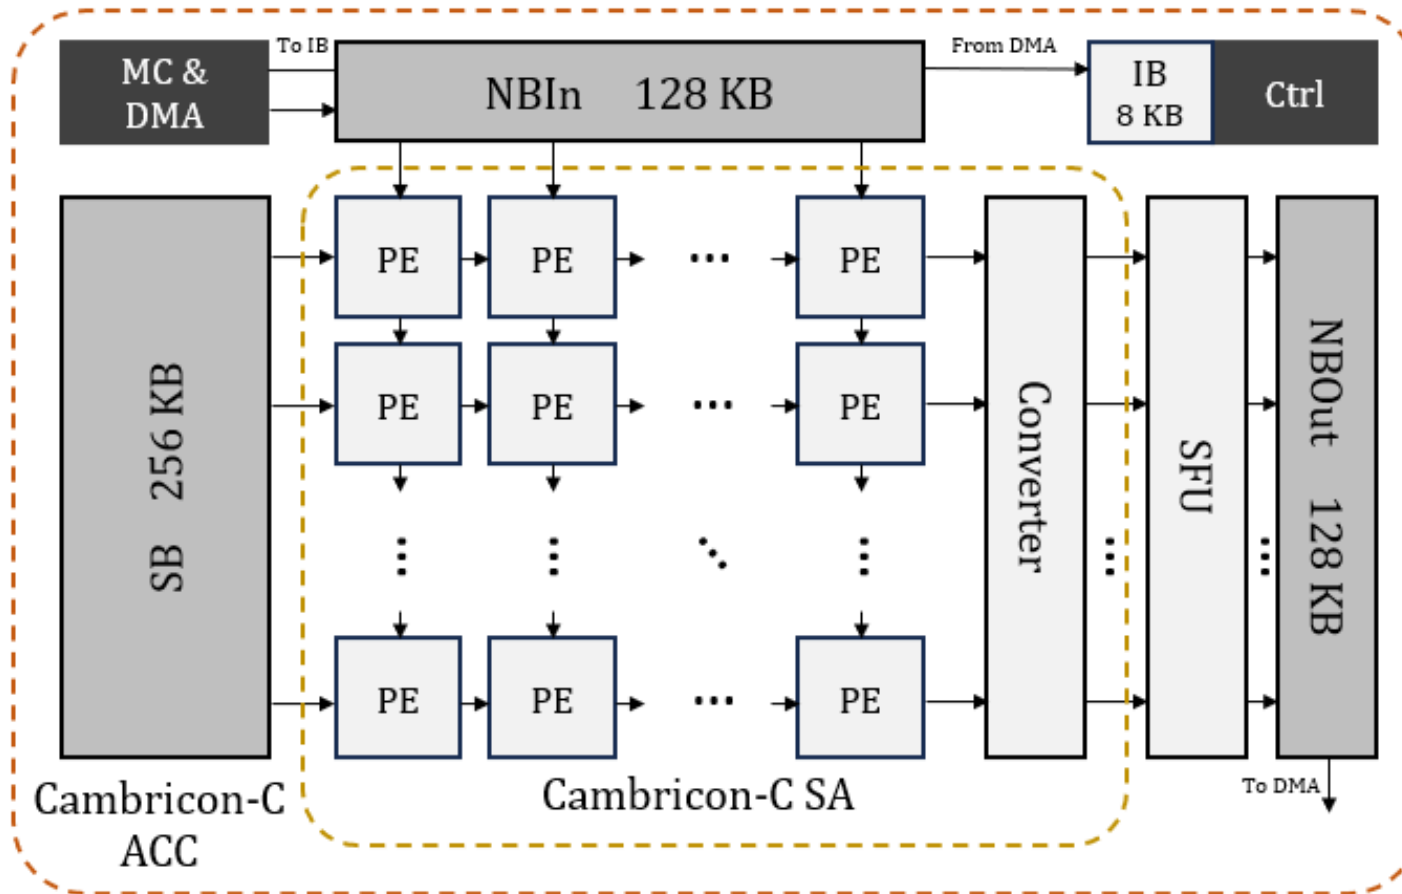 MC &
DMA
To IB
NBIn 128 KB
From DMA
IB
8 KB
Ctrl
SB 256 KB
PE PE ... PE
PE PE ... PE
PE PE ... PE
Converter
SFU
NBOut 128 KB
To DMA
Cambricon-C
ACC
Cambricon-C SA